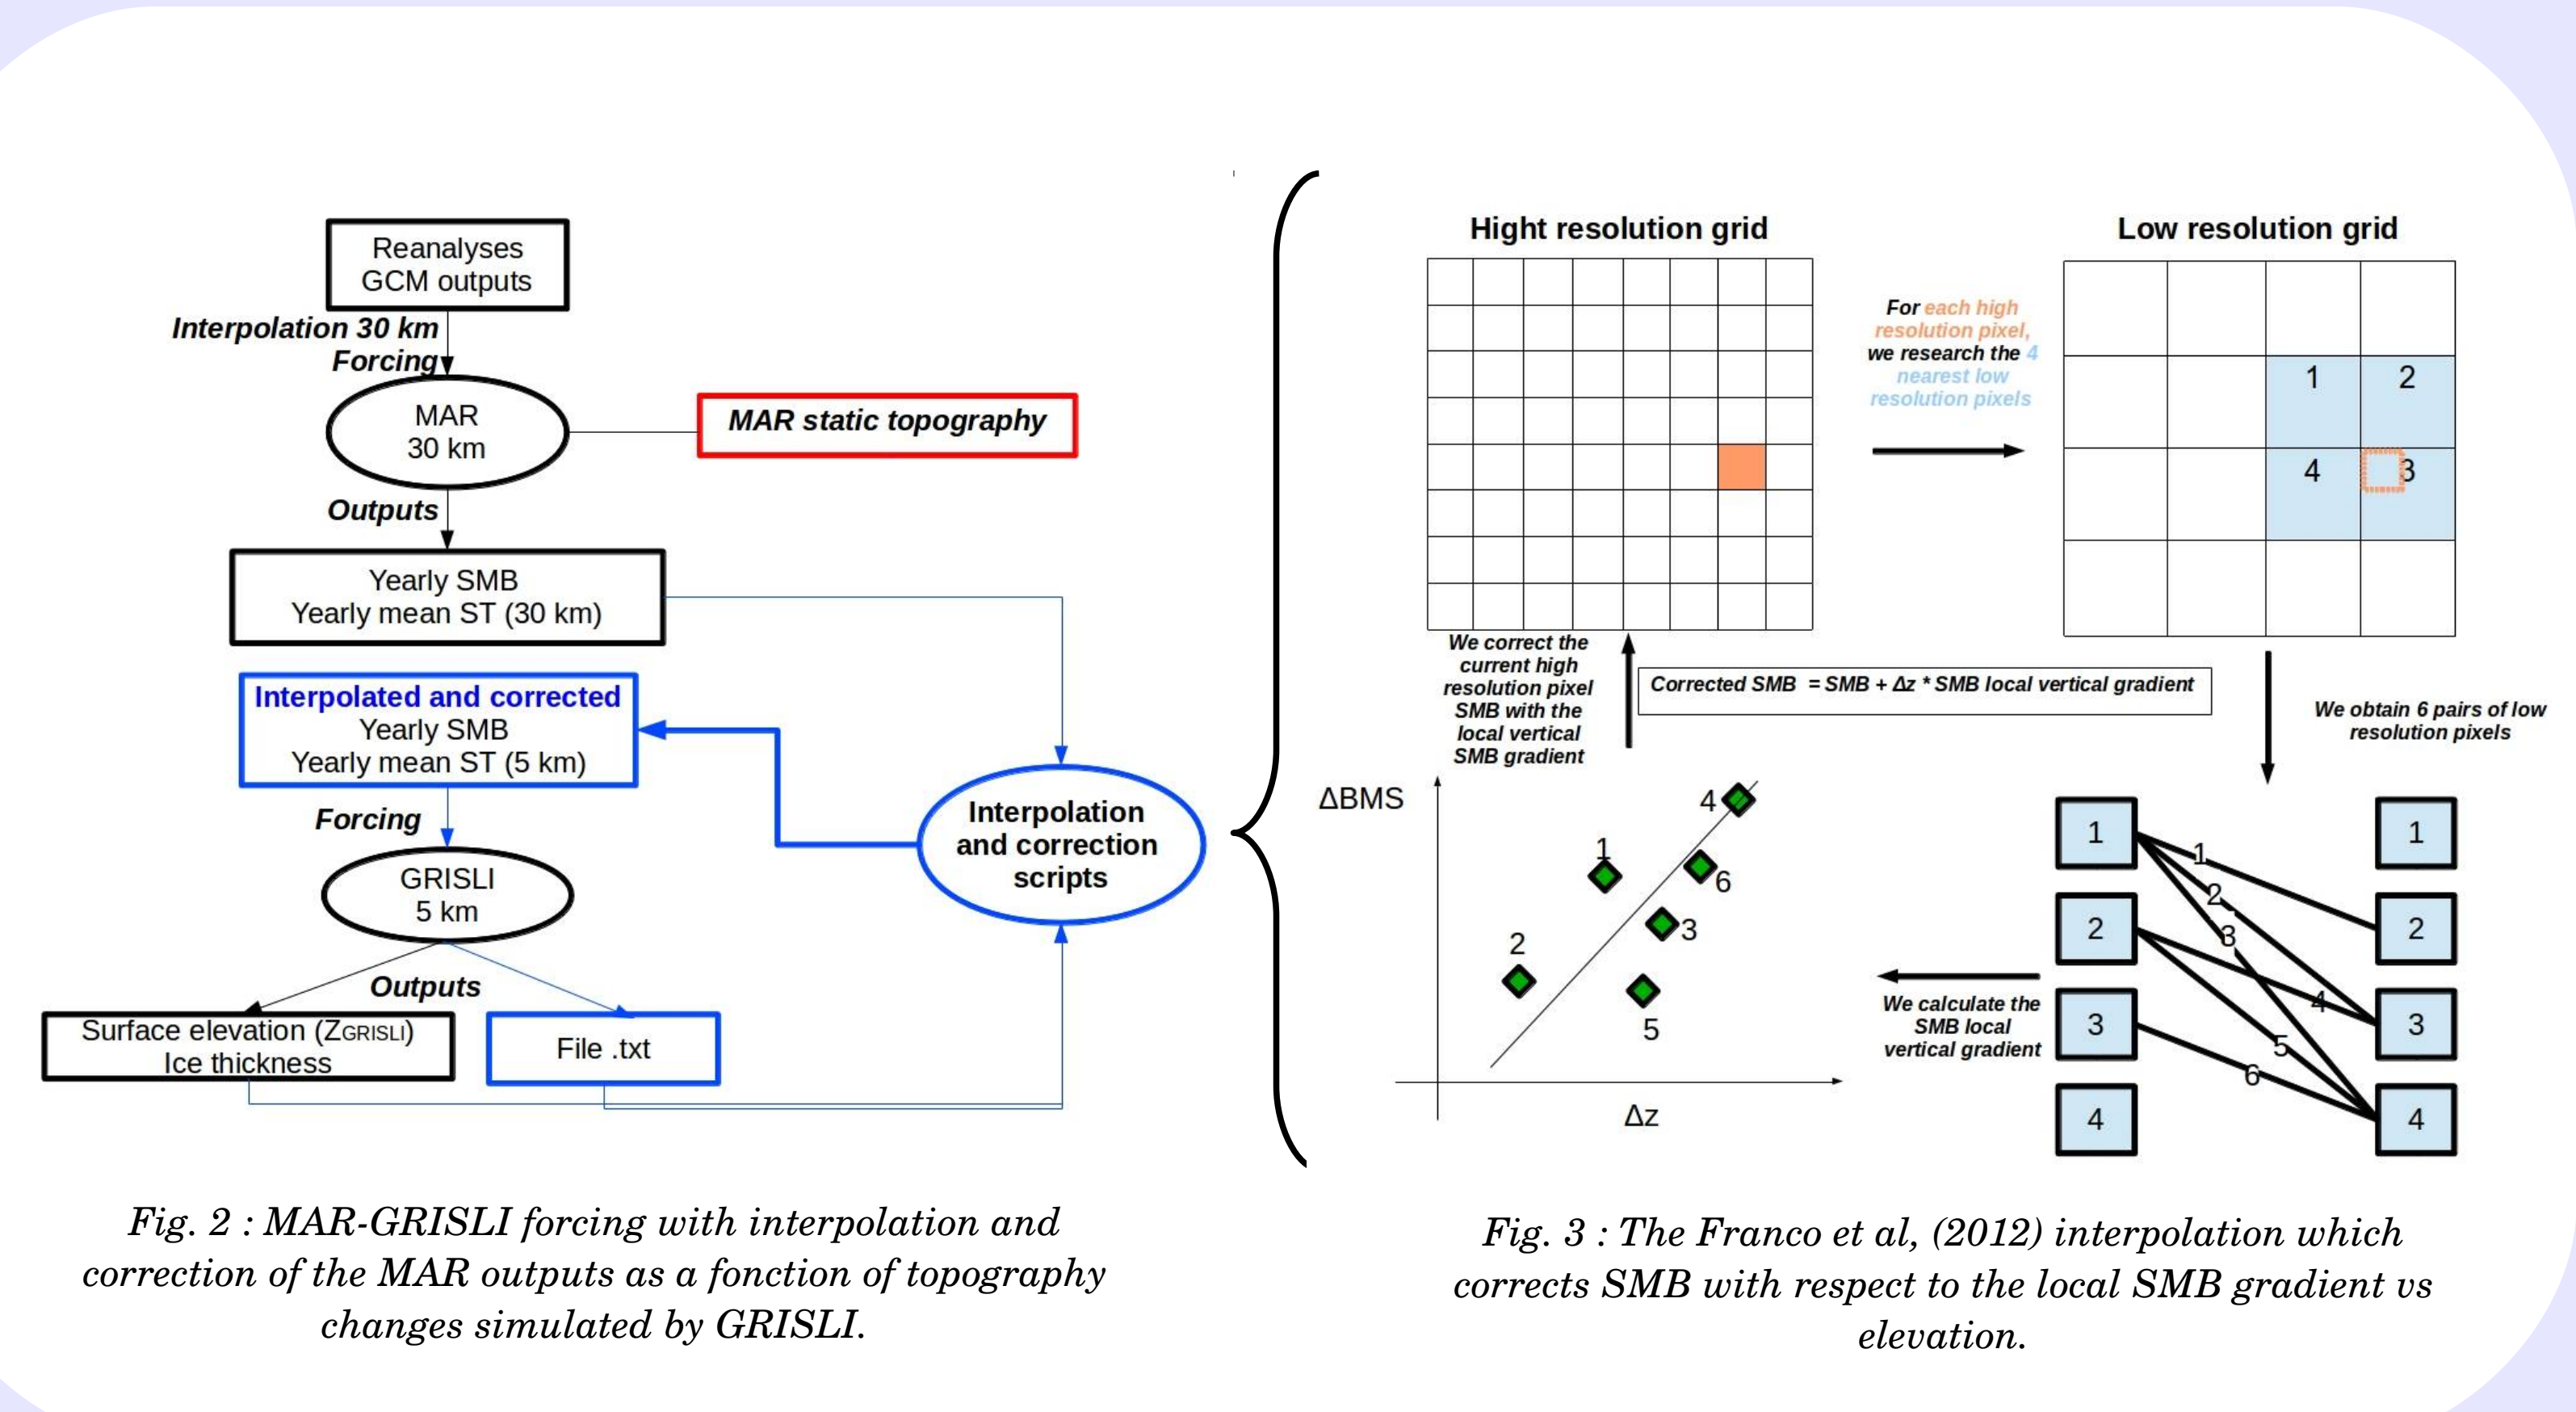 Reanalyses
GCM outputs
Interpolation 30 km
Forcing
MAR
30 km
MAR static topography
Outputs
Yearly SMB
Yearly mean ST (30 km)
Interpolated and corrected
Yearly SMB
Yearly mean ST (5 km)
Forcing
GRISLI
5 km
Outputs
Surface elevation (ZGRISLI)
Ice thickness
File .txt
Interpolation
and correction
scripts
Fig. 2 : MAR-GRISLI forcing with interpolation and
correction of the MAR outputs as a fonction of topography
changes simulated by GRISLI.
Hight resolution grid
For each high
resolution pixel,
we research the 4
nearest low
resolution pixels
Low resolution grid
1 2
4 3
We obtain 6 pairs of low
resolution pixels
1
2
3
4
1
2
3
4
5
6
1
2
3
4
We calculate the
SMB local
vertical gradient
ΔBMS
4
1
6
3
2
5
Δz
We correct the
current high
resolution pixel
SMB with the
local vertical
SMB gradient
Corrected SMB = SMB + Δz * SMB local vertical gradient
Fig. 3 : The Franco et al, (2012) interpolation which
corrects SMB with respect to the local SMB gradient vs
elevation.